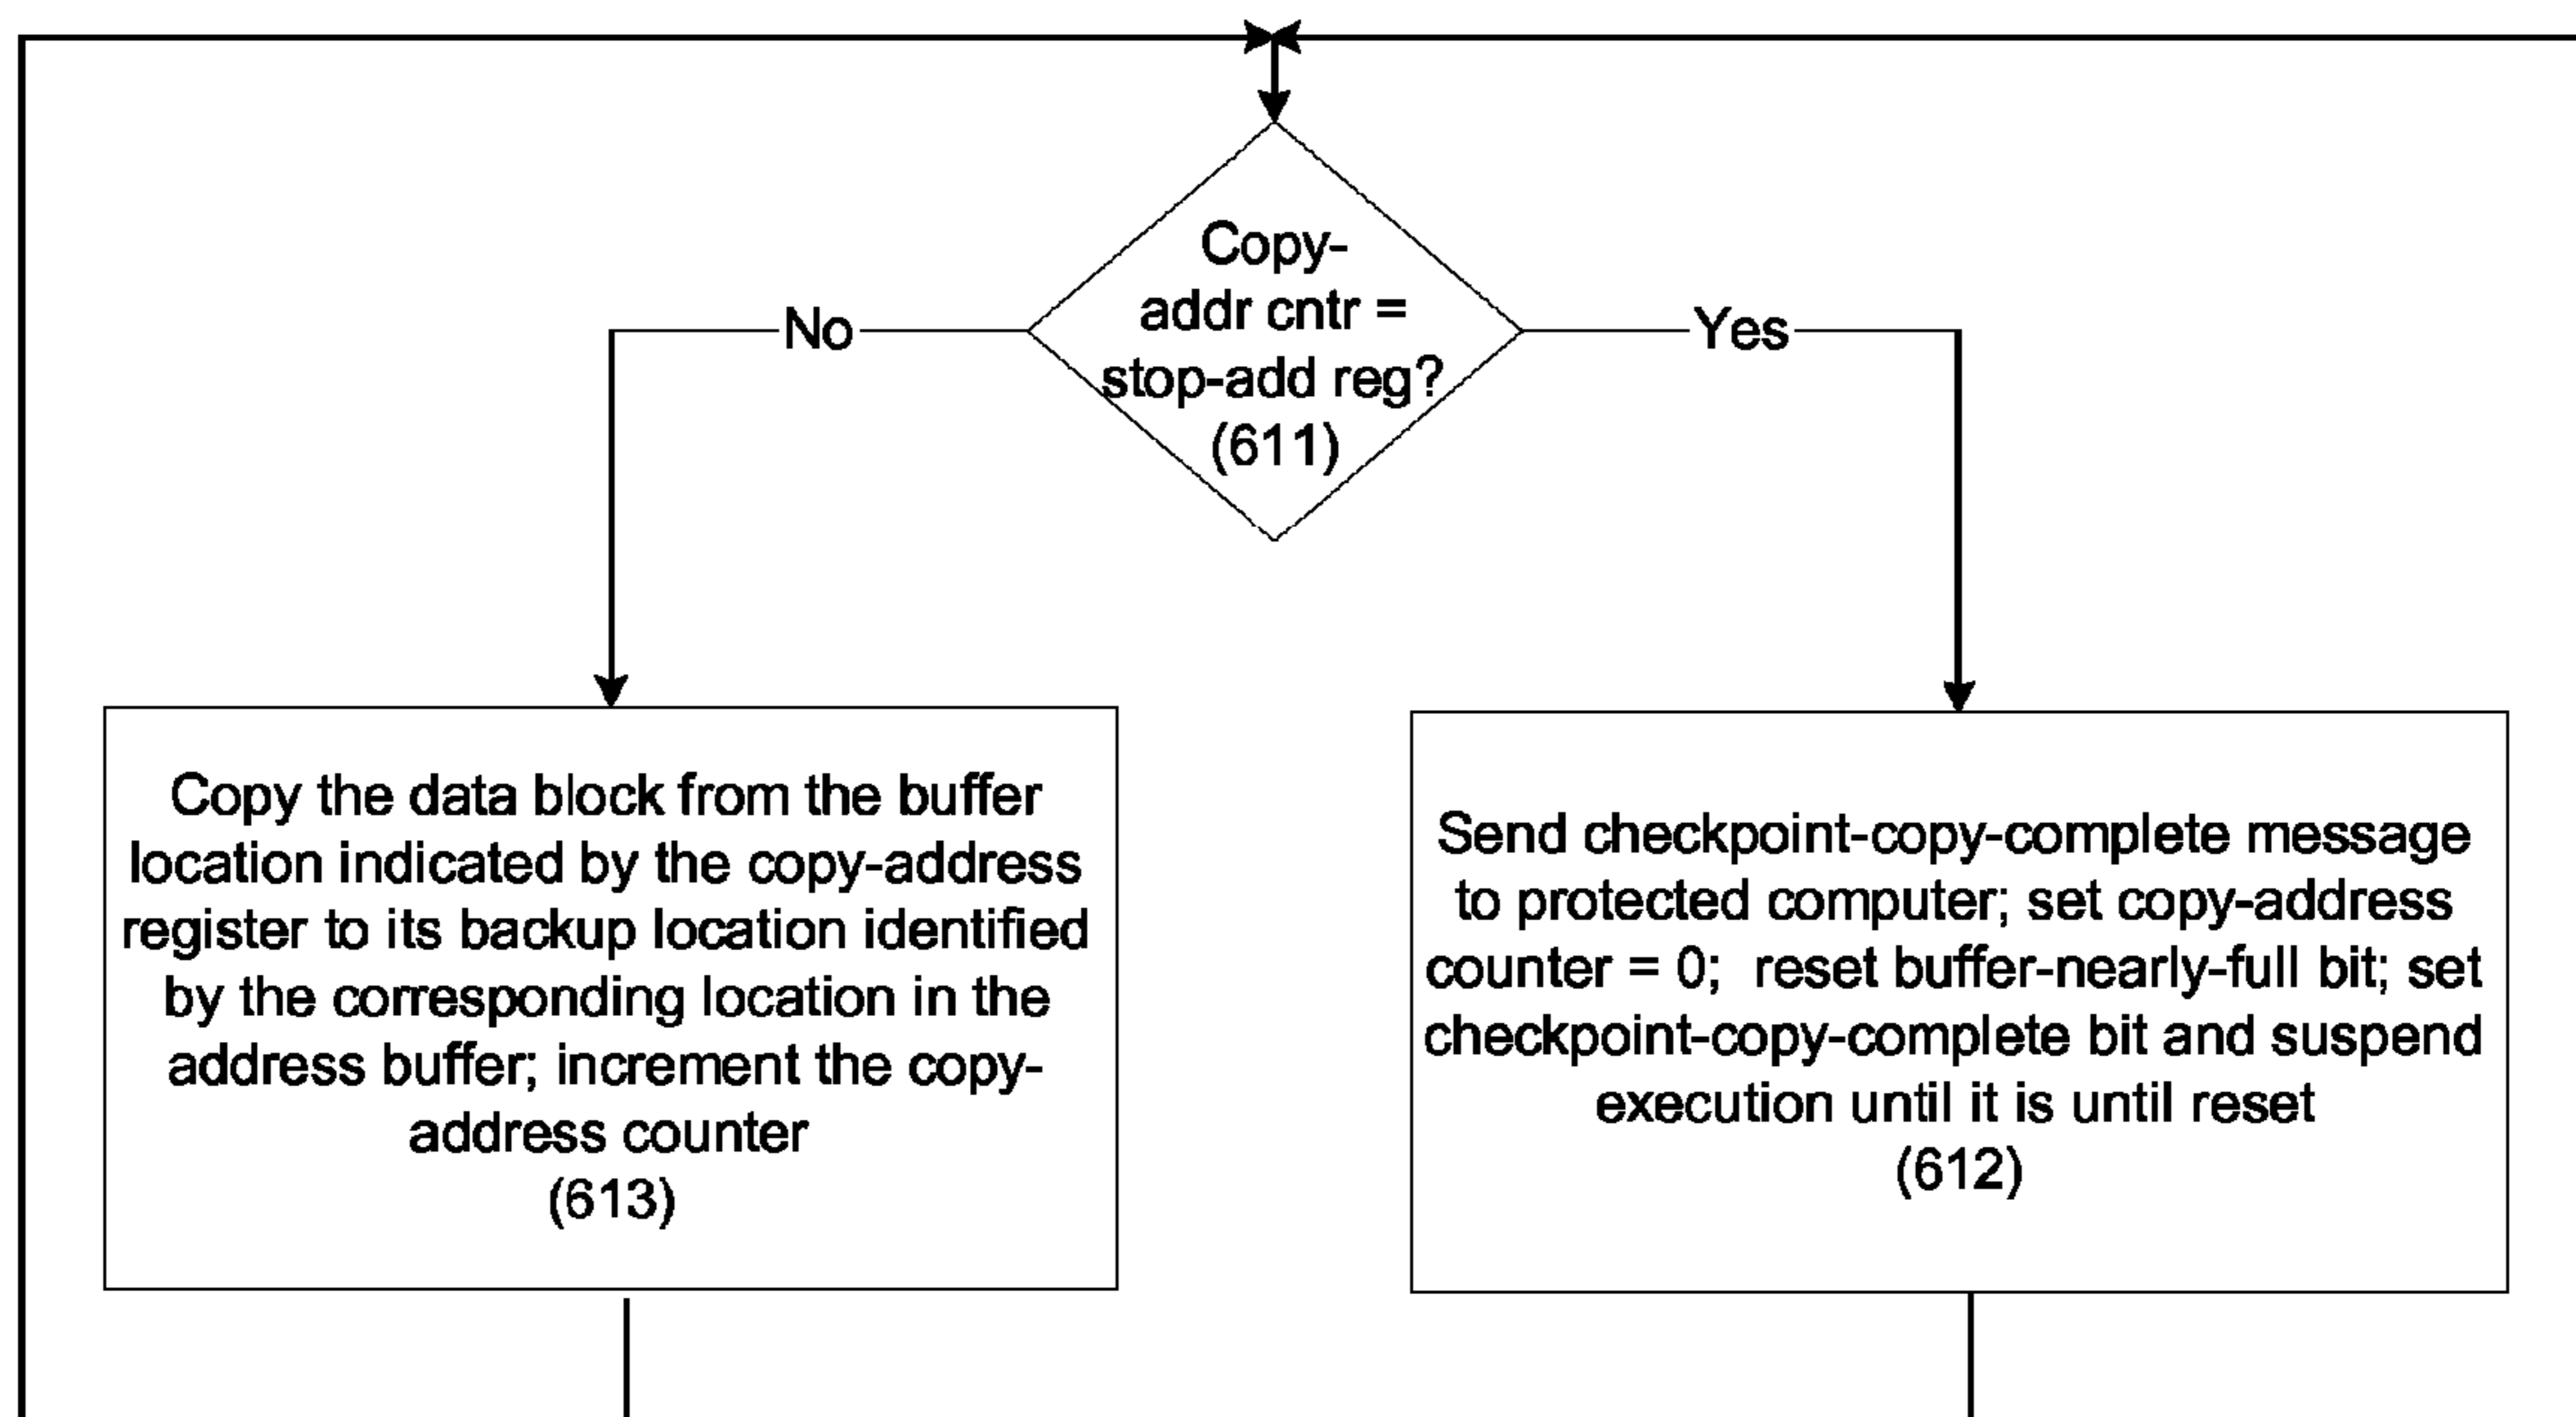 Copy-
addr cntr =
stop-add reg?
(611)
No
Yes
Copy the data block from the buffer
location indicated by the copy-address
register to its backup location identified
by the corresponding location in the
address buffer; increment the copy-
address counter
(613)
Send checkpoint-copy-complete message
to protected computer; set copy-address
counter = 0;  reset buffer-nearly-full bit; set
checkpoint-copy-complete bit and suspend
execution until it is until reset
(612)